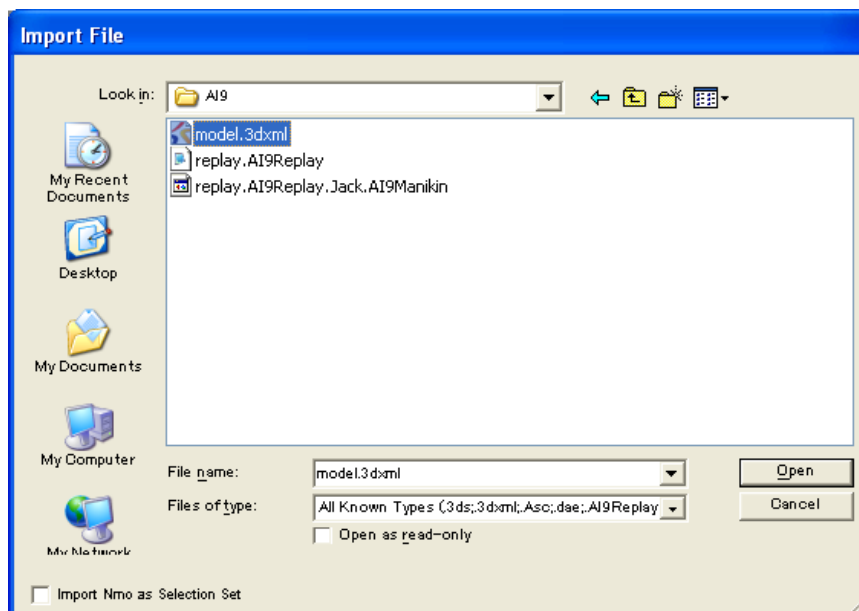 Import File
Look in:
AI9
model.3dxml
replay.AI9Replay
replay.AI9Replay.Jack.AI9Manikin
My Recent
Documents
Desktop
My Documents
My Computer
My Network
File name:
model.3dxml
Open
Files of type:
All Known Types (3ds;.3dxml;.Asc;.dae;.AI9Replay
Cancel
Open as read-only
Import Nmo as Selection Set